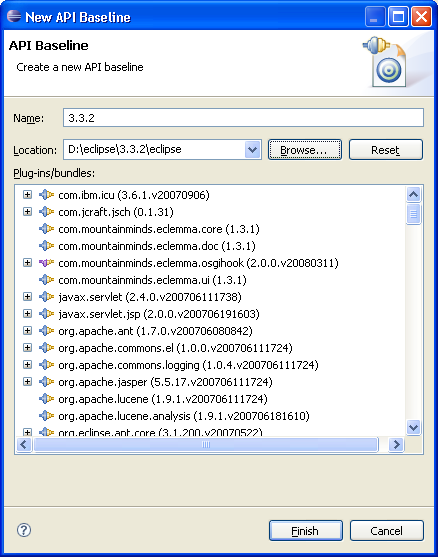 New API Baseline
API Baseline
Create a new API baseline
Name: 3.3.2
Location: D:\eclipse\3.3.2\eclipse Browse... Reset
Plug-ins/bundles:
com.ibm.icu (3.6.1.v20070906)
com.jcraft.jsch (0.1.31)
com.mountainminds.eclemma.core (1.3.1)
com.mountainminds.eclemma.doc (1.3.1)
com.mountainminds.eclemma.osgihook (2.0.0.v20080311)
com.mountainminds.eclemma.ui (1.3.1)
javax.servlet (2.4.0.v200706111738)
javax.servlet.jsp (2.0.0.v200706191603)
org.apache.ant (1.7.0.v200706080842)
org.apache.commons.el (1.0.0.v200706111724)
org.apache.commons.logging (1.0.4.v200706111724)
org.apache.jasper (5.5.17.v200706111724)
org.apache.lucene (1.9.1.v200706111724)
org.apache.lucene.analysis (1.9.1.v200706181610)
org.eclipse.ant.core (3.1.200.v20070522)
? Finish Cancel